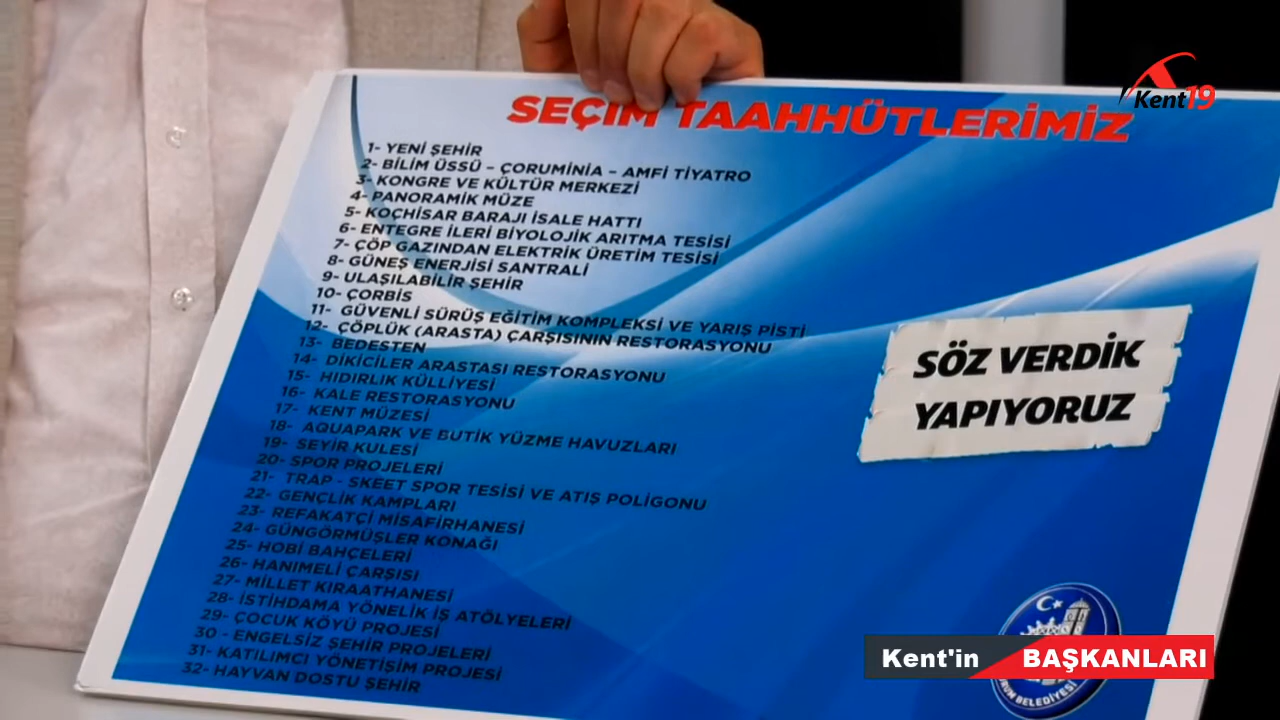 Kent19
SEÇİM TAAHHÜTLERİMİZ
1- YENİ ŞEHİR
2- BİLİM ÜSSÜ – ÇORUMİNİA – AMFİ TİYATRO
3- KONGRE VE KÜLTÜR MERKEZİ
4- PANORAMİK MÜZE
5- KOÇHİSAR BARAJI İSALE HATTI
6- ENTEGRE İLERİ BİYOLOJİK ARITMA TESİSİ
7- ÇÖP GAZINDAN ELEKTRİK ÜRETİM TESİSİ
8- GÜNEŞ ENERJİSİ SANTRALİ
9- ULAŞILABİLİR ŞEHİR
10- ÇORBİS
11- GÜVENLİ SÜRÜŞ EĞİTİM KOMPLEKSİ VE YARIŞ PİSTİ
12- ÇÖPLÜK (ARASTA) ÇARŞISININ RESTORASYONU
13- BEDESTEN
14- DİKİCİLER ARASTASI RESTORASYONU
15- HIDIRLIK KÜLLİYESİ
16- KALE RESTORASYONU
17- KENT MÜZESİ
18- AQUAPARK VE BUTİK YÜZME HAVUZLARI
19- SEYİR KULESİ
20- SPOR PROJELERİ
21- TRAP - SKEET SPOR TESİSİ VE ATIŞ POLİGONU
22- GENÇLİK KAMPLARI
23- REFAKATÇİ MİSAFİRHANESİ
24- GÜNGÖRMÜŞLER KONAĞI
25- HOBİ BAHÇELERİ
26- HANIMELİ ÇARŞISI
27- MİLLET KIRAATHANESİ
28- İSTİHDAMA YÖNELİK İŞ ATÖLYELERİ
29- ÇOCUK KÖYÜ PROJESİ
30 - ENGELSİZ ŞEHİR PROJELERİ
31- KATILIMCI YÖNETİŞİM PROJESİ
32- HAYVAN DOSTU ŞEHİR
SÖZ VERDİK
YAPIYORUZ
Kent'in BAŞKANLARI
BELEDİYESİ